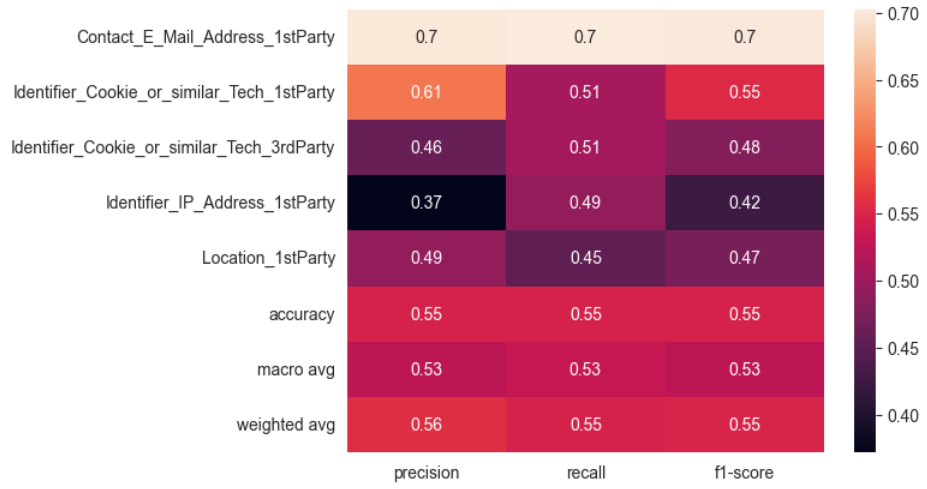 Contact_E_Mail_Address_1stParty 0.7 0.7 0.7
Identifier_Cookie_or_similar_Tech_1stParty 0.61 0.51 0.55
Identifier_Cookie_or_similar_Tech_3rdParty 0.46 0.51 0.48
Identifier_IP_Address_1stParty 0.37 0.49 0.42
Location_1stParty 0.49 0.45 0.47
accuracy 0.55 0.55 0.55
macro avg 0.53 0.53 0.53
weighted avg 0.56 0.55 0.55
precision recall f1-score
0.70
0.65
0.60
0.55
0.50
0.45
0.40